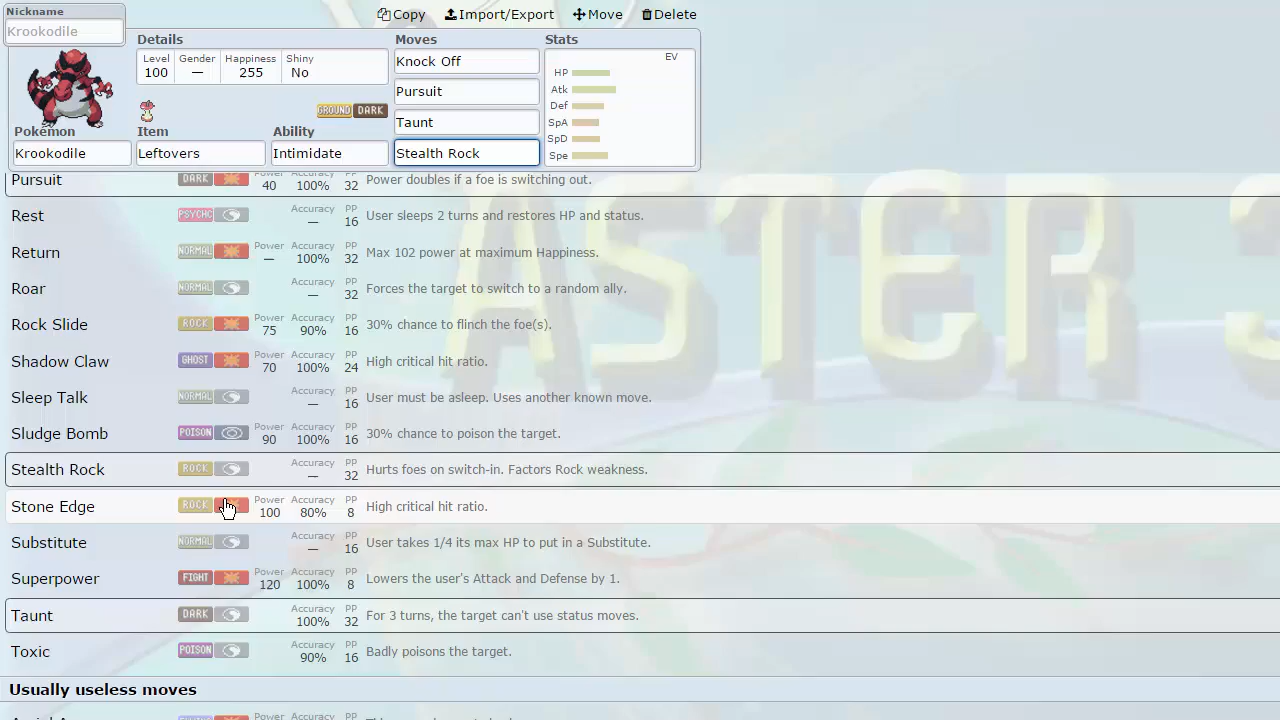 Nickname
Krookodile
Copy Import/Export Move Delete
Details Moves Stats
Level Gender Happiness Shiny
100 — 255 No
Knock Off
Pursuit
Taunt
Stealth Rock
EV
HP
Atk
Def
SpA
SpD
Spe
GROUND DARK
Pokémon Item Ability
Krookodile Leftovers Intimidate
Pursuit DARK Power 40 Accuracy 100% PP 32 Power doubles if a foe is switching out.
Rest PSYCHC Accuracy — PP 16 User sleeps 2 turns and restores HP and status.
Return NORMAL Power — Accuracy 100% PP 32 Max 102 power at maximum Happiness.
Roar NORMAL Accuracy — PP 32 Forces the target to switch to a random ally.
Rock Slide ROCK Power 75 Accuracy 90% PP 16 30% chance to flinch the foe(s).
Shadow Claw GHOST Power 70 Accuracy 100% PP 24 High critical hit ratio.
Sleep Talk NORMAL Accuracy — PP 16 User must be asleep. Uses another known move.
Sludge Bomb POISON Power 90 Accuracy 100% PP 16 30% chance to poison the target.
Stealth Rock ROCK Accuracy — PP 32 Hurts foes on switch-in. Factors Rock weakness.
Stone Edge ROCK Power 100 Accuracy 80% PP 8 High critical hit ratio.
Substitute NORMAL Accuracy — PP 16 User takes 1/4 its max HP to put in a Substitute.
Superpower FIGHT Power 120 Accuracy 100% PP 8 Lowers the user's Attack and Defense by 1.
Taunt DARK Accuracy 100% PP 32 For 3 turns, the target can't use status moves.
Toxic POISON Accuracy 90% PP 16 Badly poisons the target.
Usually useless moves
Power Accuracy PP
ASTER